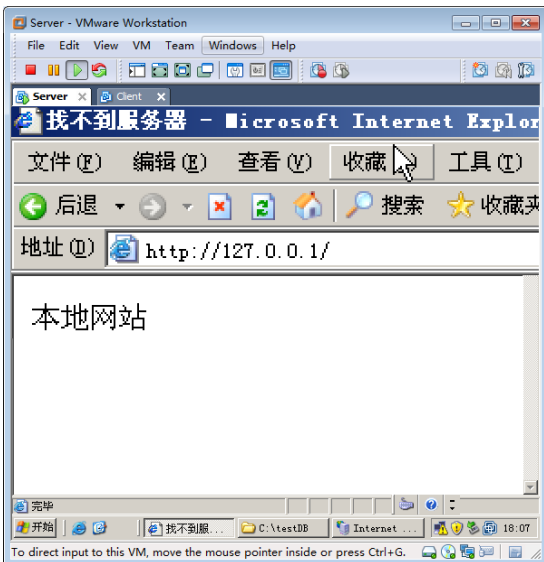 Server - VMware Workstation
File Edit View VM Team Windows Help
Server × Client ×
找不到服务器 - Microsoft Internet Explor
文件(F) 编辑(E) 查看(V) 收藏 工具(T)
后退 搜索 收藏夹
地址(D) http://127.0.0.1/
本地网站
完毕
开始 找不到服... C:\testDB Internet ... 18:07
To direct input to this VM, move the mouse pointer inside or press Ctrl+G.